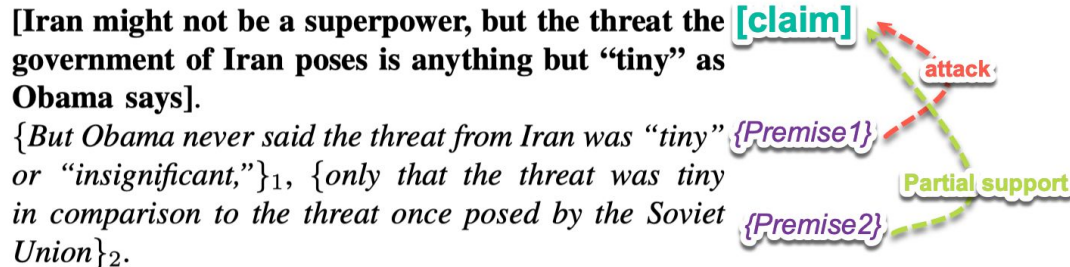 [Iran might not be a superpower, but the threat the [claim]
government of Iran poses is anything but “tiny” as
attack
Obama says].
{But Obama never said the threat from Iran was “tiny” {Premise1}
or “insignificant,”}₁, {only that the threat was tiny
Partial support
in comparison to the threat once posed by the Soviet {Premise2}
Union}₂.